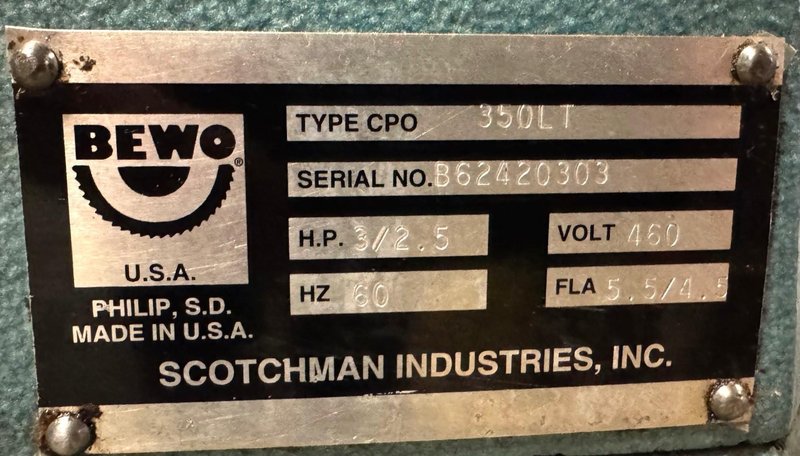 BEWO®
U.S.A.
PHILIP, S.D.
MADE IN U.S.A.
TYPE CPO 350LT
SERIAL NO. B62420303
H.P. 3/2.5 VOLT 460
HZ 60 FLA 5.5/4.5
SCOTCHMAN INDUSTRIES, INC.